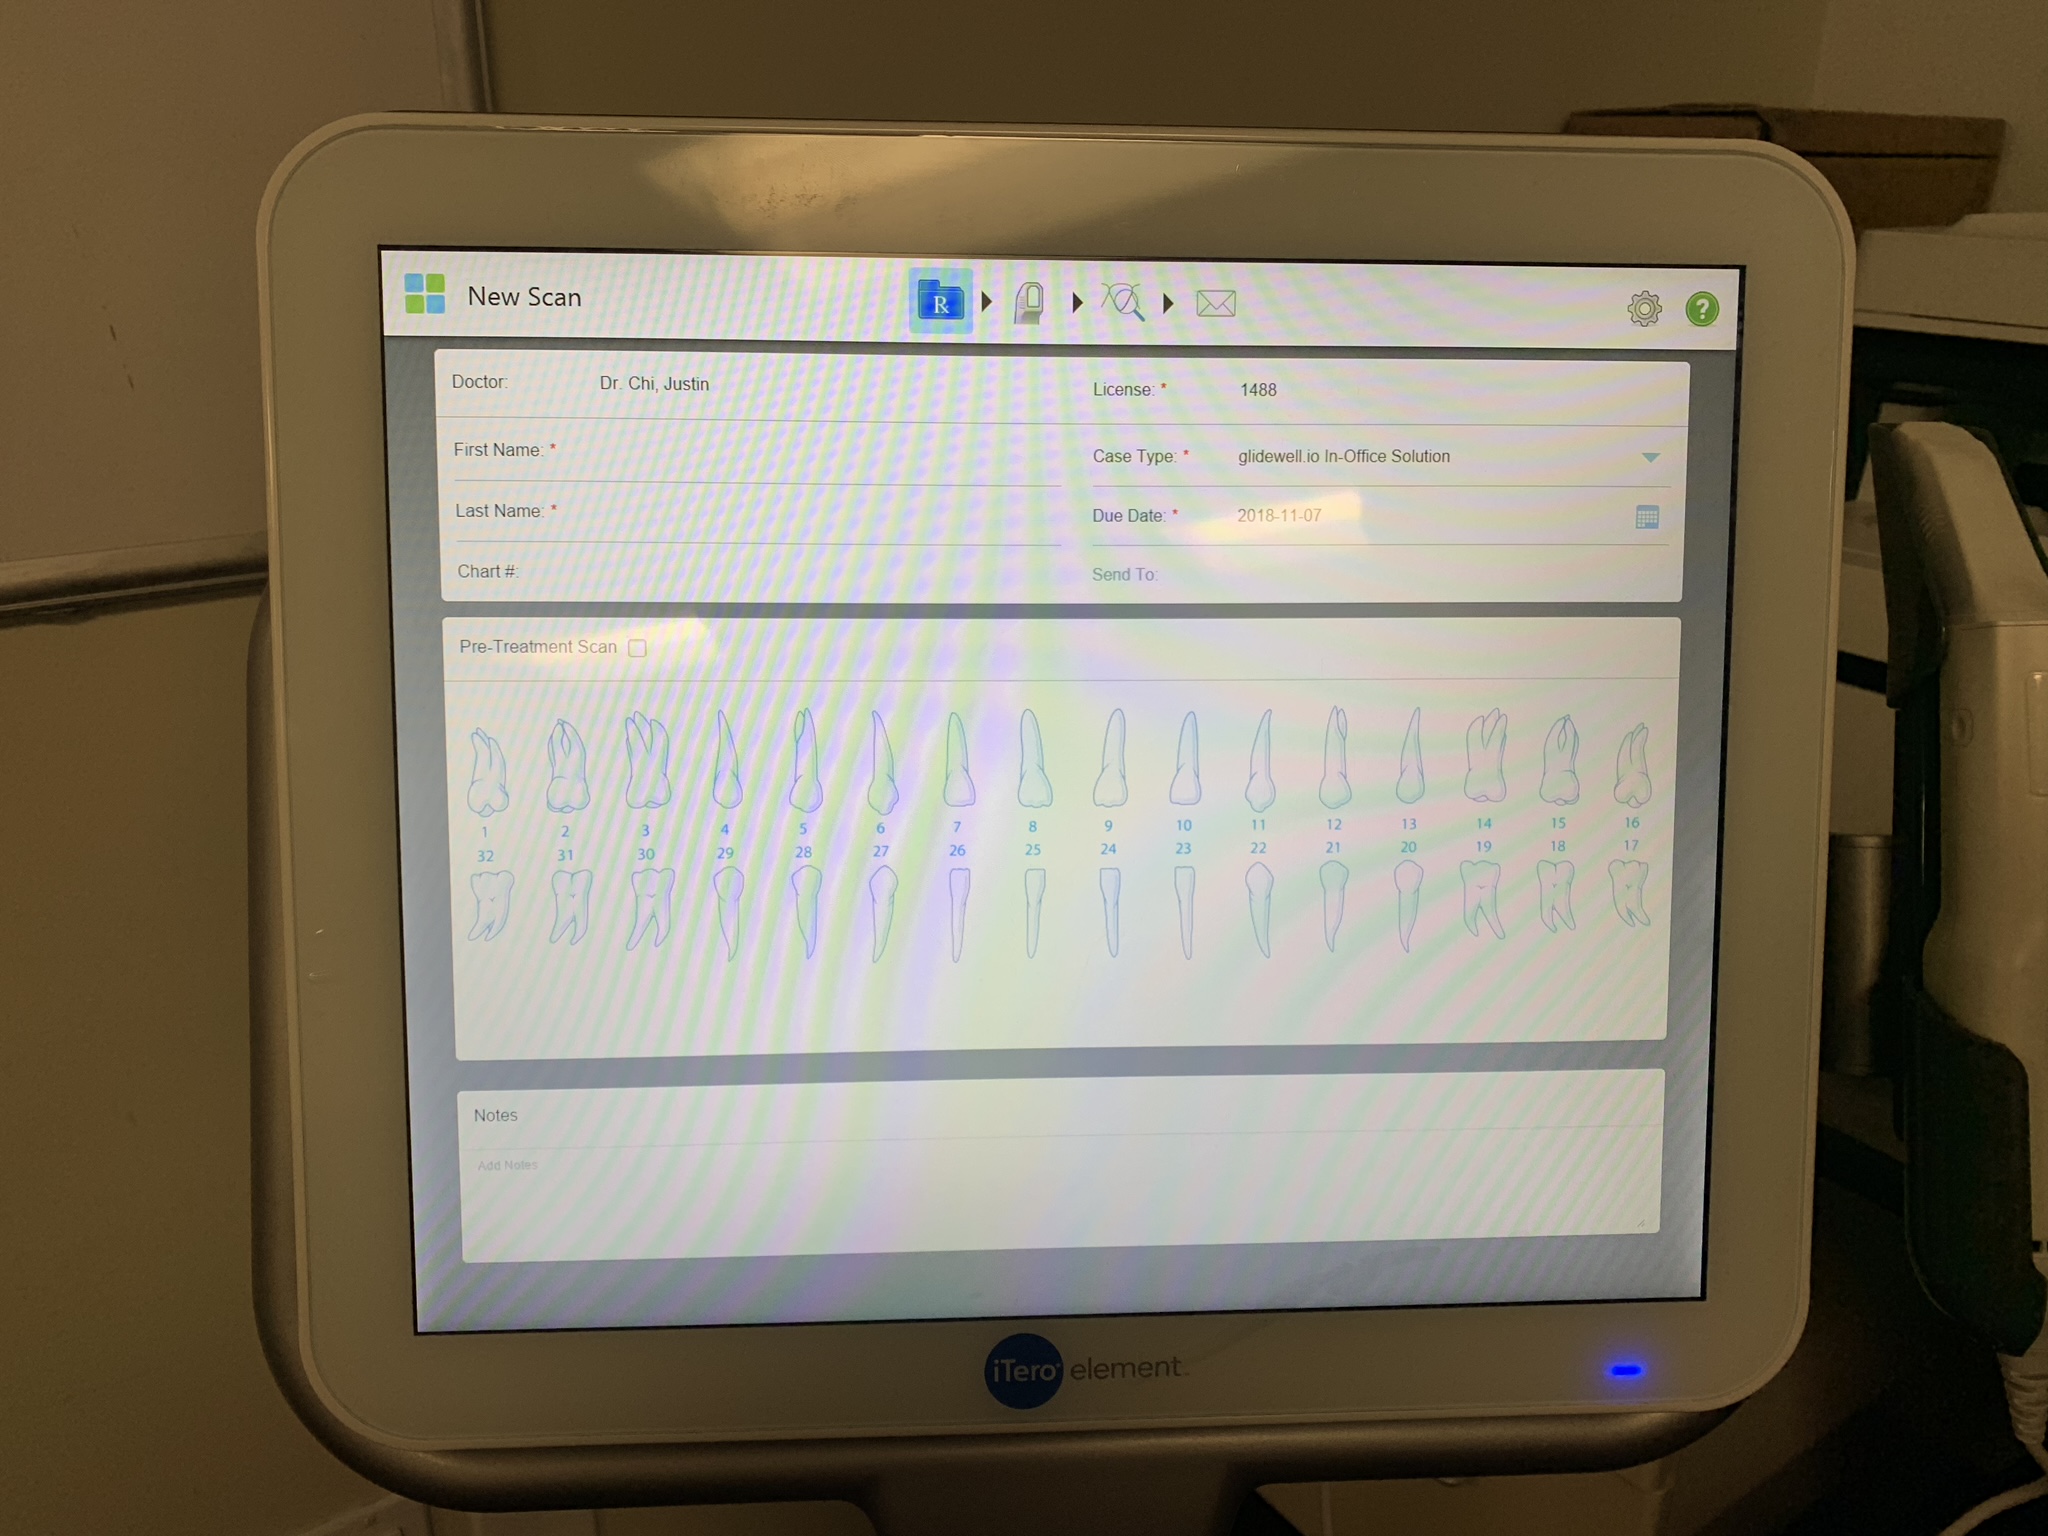 New Scan
Rx
?
Doctor: Dr. Chi, Justin License: * 1488
First Name: * Case Type: * glidewell.io In-Office Solution
Last Name: * Due Date: * 2018-11-07
Chart #: Send To:
Pre-Treatment Scan
1 2 3 4 5 6 7 8 9 10 11 12 13 14 15 16
32 31 30 29 28 27 26 25 24 23 22 21 20 19 18 17
Notes
Add Notes
iTero element